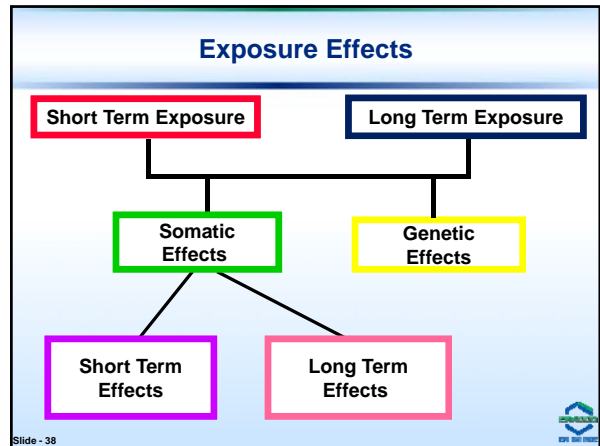 Exposure Effects
Short Term Exposure
Long Term Exposure
Somatic
Effects
Genetic
Effects
Short Term
Effects
Long Term
Effects
Slide - 38